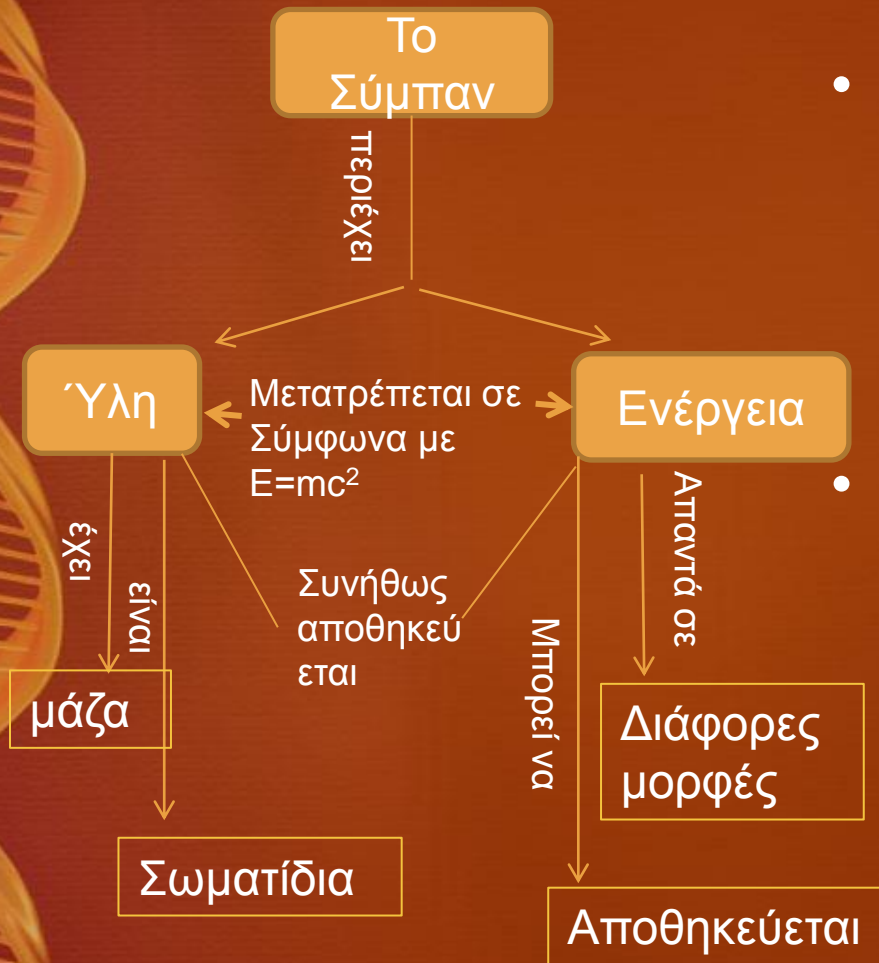 Το
Σύμπαν
περιέχει
Ύλη
Μετατρέπεται σε
Σύμφωνα με
E=mc²
Ενέργεια
έχει
είναι
Συνήθως
αποθηκεύ
εται
Μπορεί να
Απαντά σε
μάζα
Διάφορες
μορφές
Σωματίδια
Αποθηκεύεται